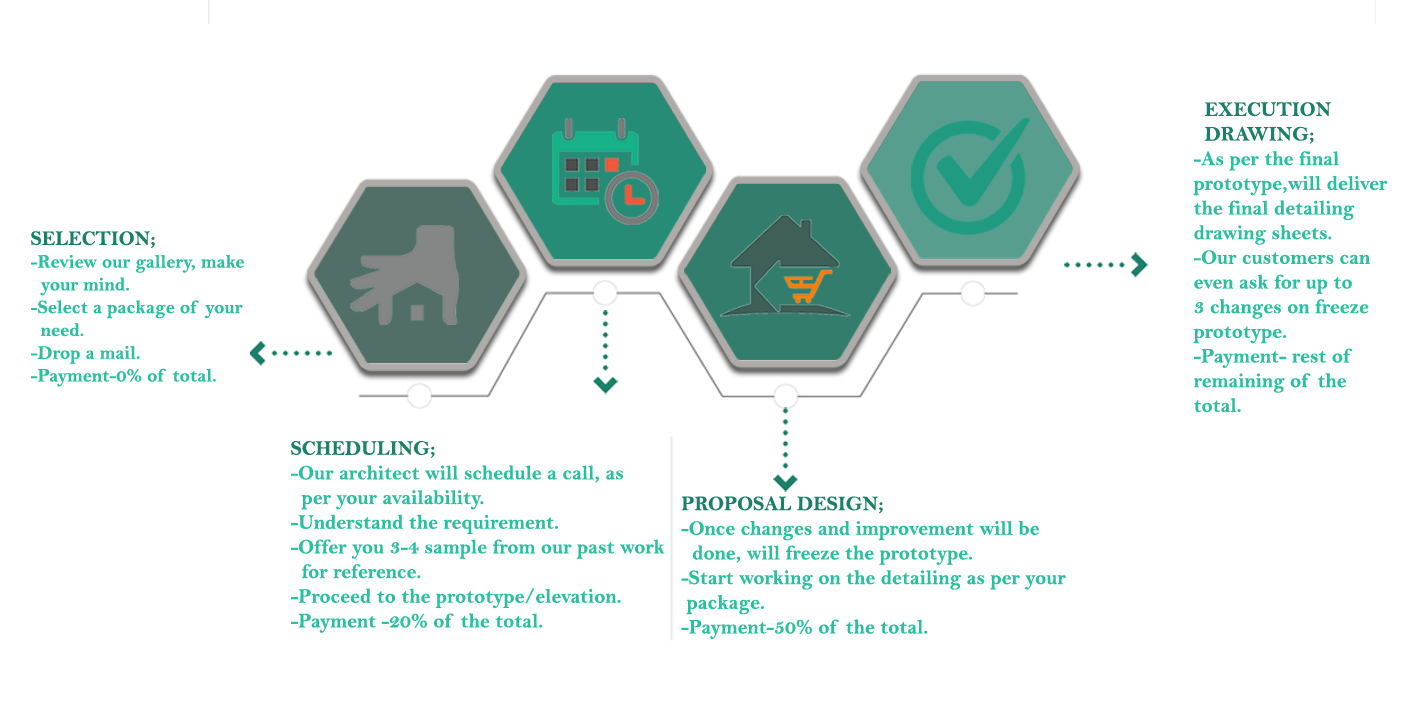 SELECTION;
-Review our gallery, make
your mind.
-Select a package of your
need.
-Drop a mail.
-Payment-0% of total.
SCHEDULING;
-Our architect will schedule a call, as
per your availability.
-Understand the requirement.
-Offer you 3-4 sample from our past work
for reference.
-Proceed to the prototype/elevation.
-Payment -20% of the total.
PROPOSAL DESIGN;
-Once changes and improvement will be
done, will freeze the prototype.
-Start working on the detailing as per your
package.
-Payment-50% of the total.
EXECUTION
DRAWING;
-As per the final
prototype,will deliver
the final detailing
drawing sheets.
-Our customers can
even ask for up to
3 changes on freeze
prototype.
-Payment- rest of
remaining of the
total.